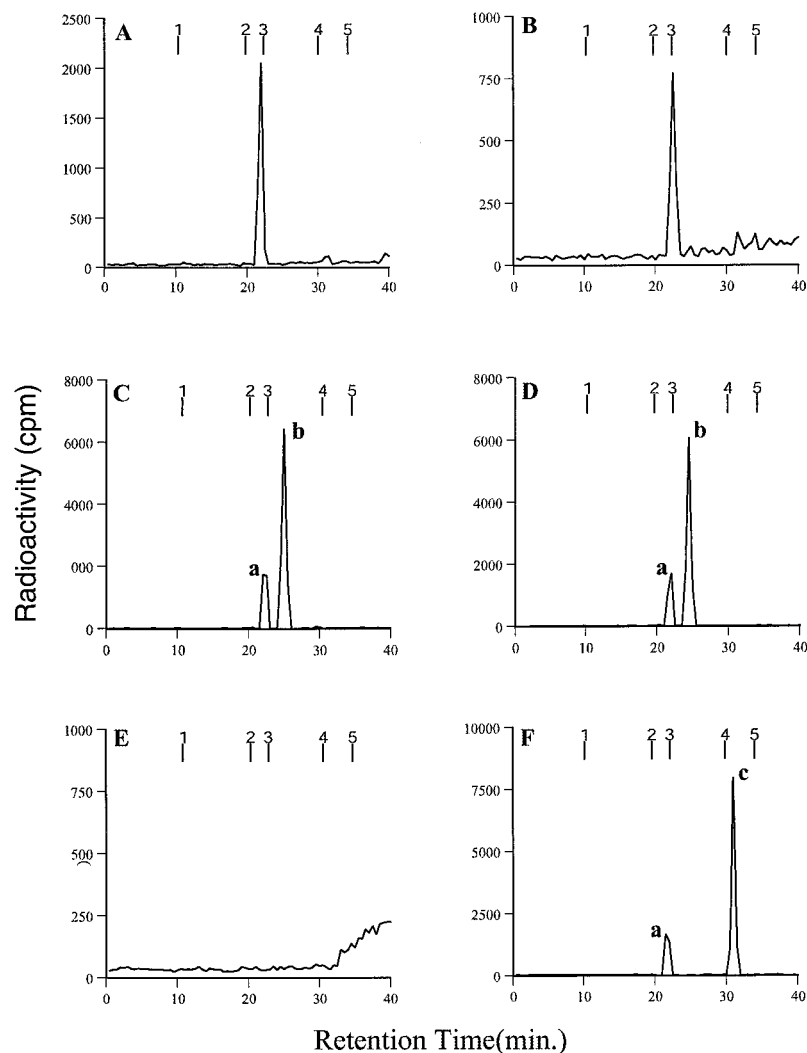 A 1 2 3 4 5
2500
2000
1500
1000
500
0
0 10 20 30 40
B 1 2 3 4 5
1000
750
500
250
0
0 10 20 30 40
Radioactivity (cpm)
C 1 2 3 4 5
8000
6000
4000
000
0
a
b
0 10 20 30 40
D 1 2 3 4 5
8000
6000
4000
2000
0
a
b
0 10 20 30 40
E 1 2 3 4 5
1000
750
500
250
0
0 10 20 30 40
F 1 2 3 4 5
10000
7500
5000
2500
0
a
c
0 10 20 30 40
Retention Time(min.)